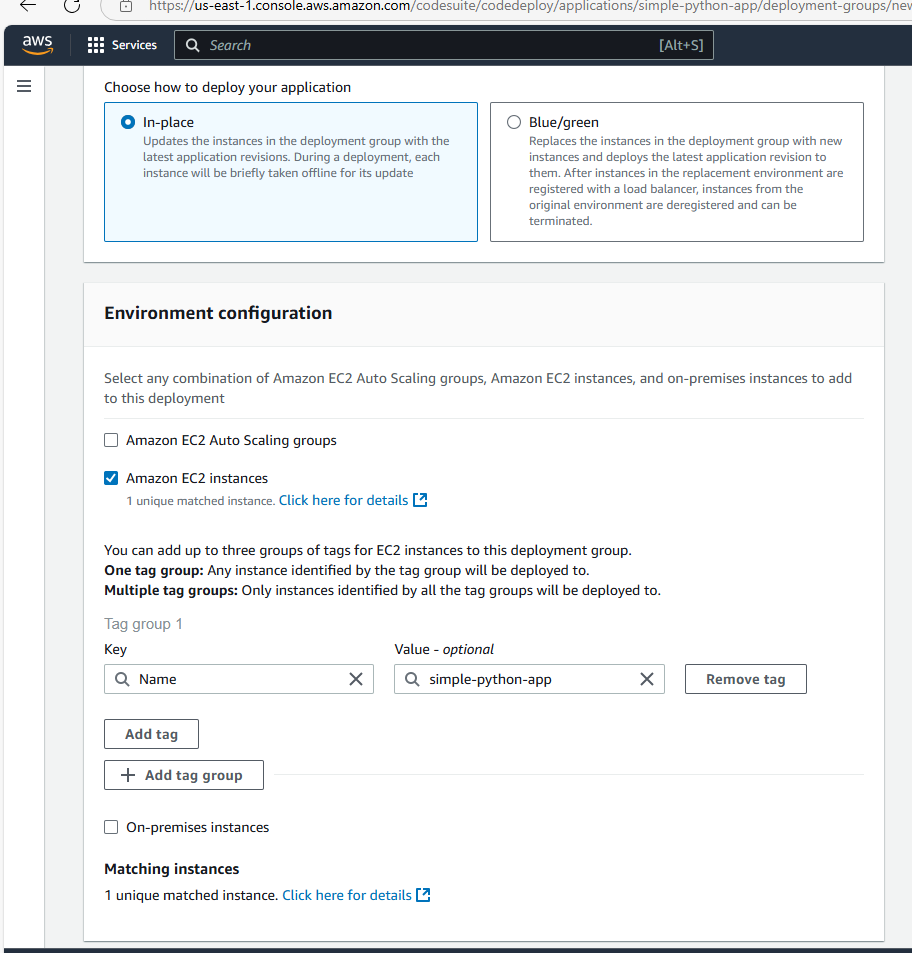 https://us-east-1.console.aws.amazon.com/codesuite/codedeploy/applications/simple-python-app/deployment-groups/new
aws
Services
Search
[Alt+S]
Choose how to deploy your application
In-place
Updates the instances in the deployment group with the
latest application revisions. During a deployment, each
instance will be briefly taken offline for its update
Blue/green
Replaces the instances in the deployment group with new
instances and deploys the latest application revision to
them. After instances in the replacement environment are
registered with a load balancer, instances from the
original environment are deregistered and can be
terminated.
Environment configuration
Select any combination of Amazon EC2 Auto Scaling groups, Amazon EC2 instances, and on-premises instances to add
to this deployment
Amazon EC2 Auto Scaling groups
Amazon EC2 instances
1 unique matched instance. Click here for details
You can add up to three groups of tags for EC2 instances to this deployment group.
One tag group: Any instance identified by the tag group will be deployed to.
Multiple tag groups: Only instances identified by all the tag groups will be deployed to.
Tag group 1
Key
Value - optional
Name
simple-python-app
Remove tag
Add tag
Add tag group
On-premises instances
Matching instances
1 unique matched instance. Click here for details